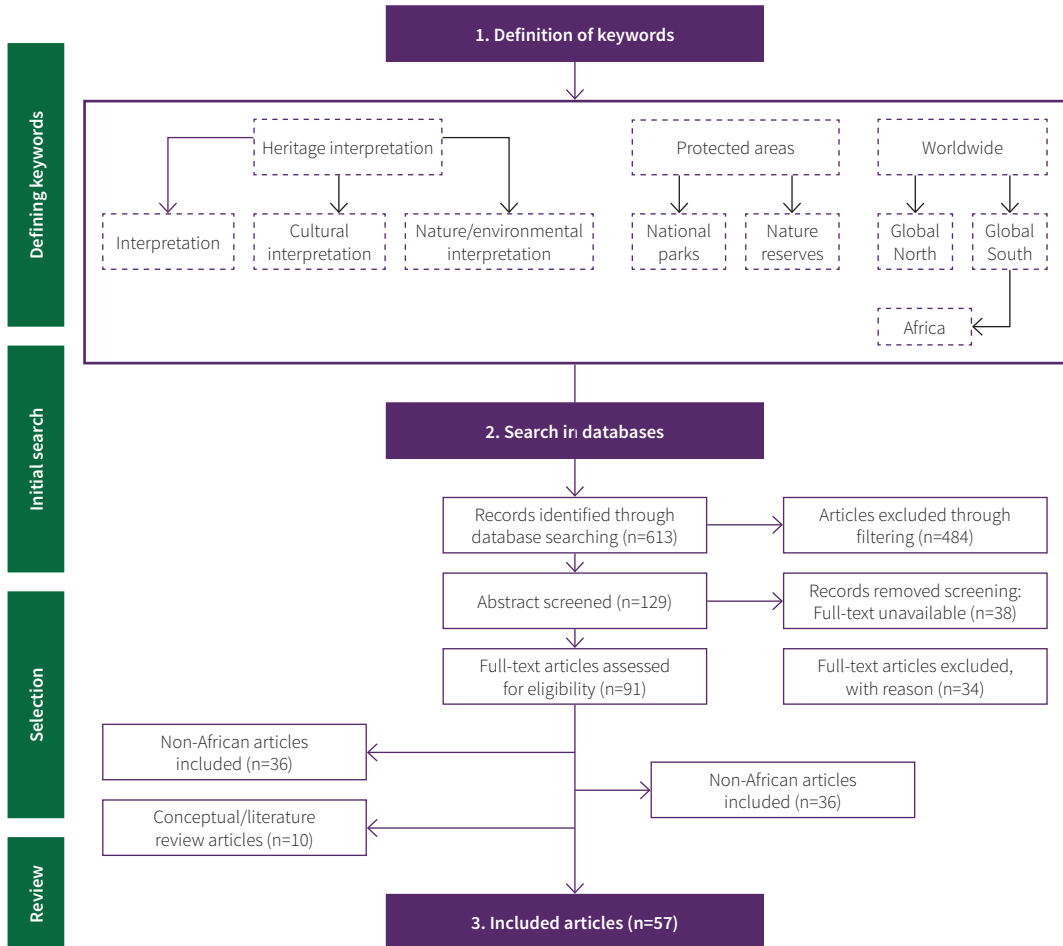 1. Definition of keywords
Defining keywords
Heritage interpretation
Protected areas
Worldwide
Interpretation
Cultural
interpretation
Nature/environmental
interpretation
National
parks
Nature
reserves
Global
North
Global
South
Africa
Initial search
2. Search in databases
Records identified through
database searching (n=613)
Articles excluded through
filtering (n=484)
Selection
Abstract screened (n=129)
Records removed screening:
Full-text unavailable (n=38)
Full-text articles assessed
for eligibility (n=91)
Full-text articles excluded,
with reason (n=34)
Non-African articles
included (n=36)
Non-African articles
included (n=36)
Conceptual/literature
review articles (n=10)
Review
3. Included articles (n=57)